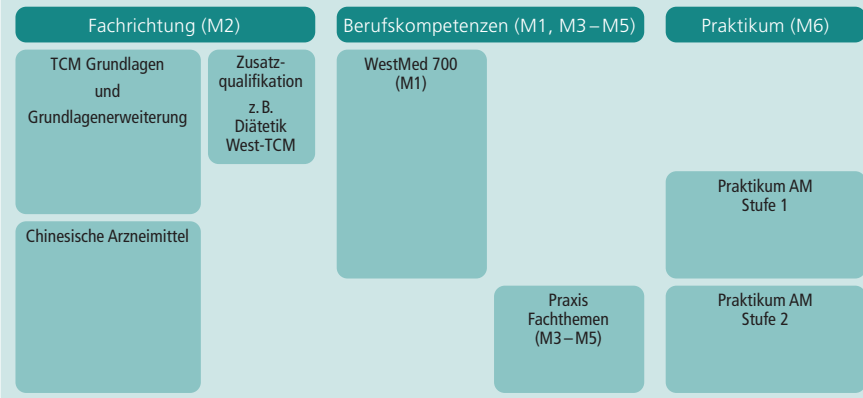 Fachrichtung (M2)
Berufskompetenzen (M1, M3–M5)
Praktikum (M6)
TCM Grundlagen
und
Grundlagenerweiterung
Zusatz-
qualifikation
z. B.
Diätetik
West-TCM
WestMed 700
(M1)
Praktikum AM
Stufe 1
Chinesische Arzneimittel
Praxis
Fachthemen
(M3–M5)
Praktikum AM
Stufe 2